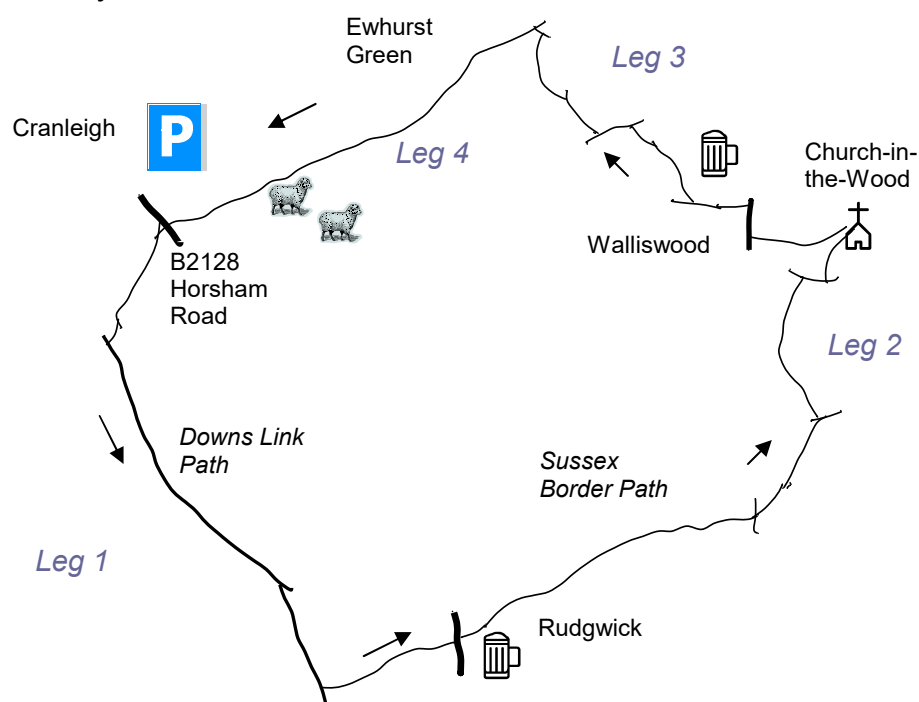 Ewhurst
Green
Leg 3
Cranleigh
P
Leg 4
Church-in-
the-Wood
Walliswood
B2128
Horsham
Road
Leg 2
Downs Link
Path
Sussex
Border Path
Leg 1
Rudgwick